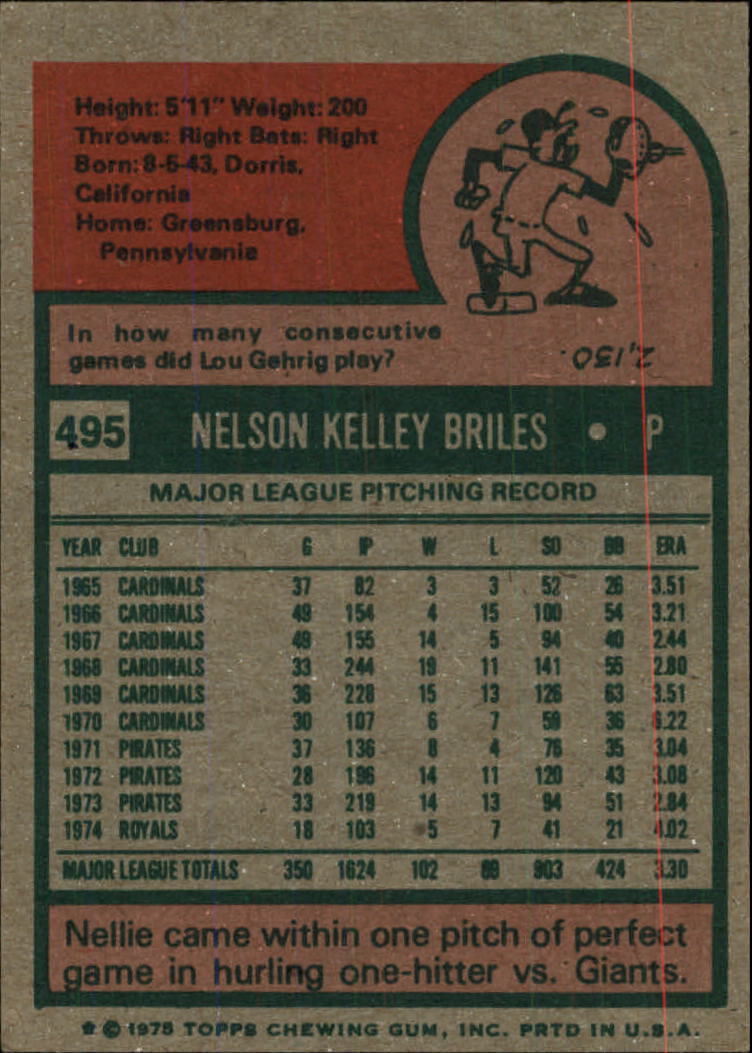 Height: 5'11" Weight: 200
Throws: Right Bats: Right
Born: 8-5-43, Dorris,
California
Home: Greensburg,
Pennsylvania
In how many consecutive
games did Lou Gehrig play?
2,130.
495 NELSON KELLEY BRILES • P
MAJOR LEAGUE PITCHING RECORD
YEAR CLUB G IP W L SO BB ERA
1965 CARDINALS 37 82 3 3 52 26 3.51
1966 CARDINALS 49 154 4 15 100 54 3.21
1967 CARDINALS 49 155 14 5 94 40 2.44
1968 CARDINALS 33 244 19 11 141 55 2.80
1969 CARDINALS 36 228 15 13 126 63 3.51
1970 CARDINALS 30 107 6 7 59 36 6.22
1971 PIRATES 37 136 8 4 76 35 3.04
1972 PIRATES 28 196 14 11 120 43 3.08
1973 PIRATES 33 219 14 13 94 51 2.84
1974 ROYALS 18 103 5 7 41 21 4.02
MAJOR LEAGUE TOTALS 350 1624 102 89 903 424 3.30
Nellie came within one pitch of perfect
game in hurling one-hitter vs. Giants.
* © 1975 TOPPS CHEWING GUM, INC. PRTD IN U.S.A.